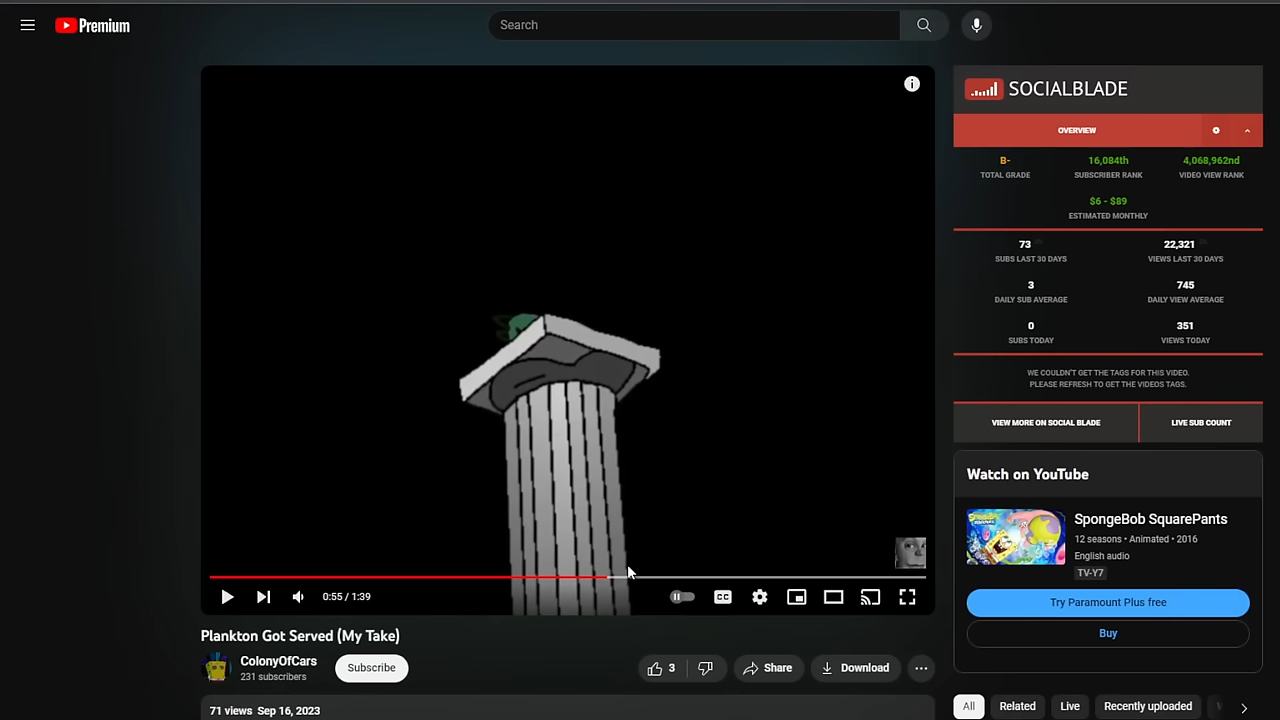 Premium
Search
SOCIALBLADE
OVERVIEW
B-
TOTAL GRADE
16,084th
SUBSCRIBER RANK
4,068,962nd
VIDEO VIEW RANK
$6 - $89
ESTIMATED MONTHLY
73
SUBS LAST 30 DAYS
22,321
VIEWS LAST 30 DAYS
3
DAILY SUB AVERAGE
745
DAILY VIEW AVERAGE
0
SUBS TODAY
351
VIEWS TODAY
WE COULDN'T GET THE TAGS FOR THIS VIDEO.
PLEASE REFRESH TO GET THE VIDEOS TAGS.
VIEW MORE ON SOCIAL BLADE
LIVE SUB COUNT
Watch on YouTube
SpongeBob SquarePants
12 seasons • Animated • 2016
English audio
TV-Y7
Try Paramount Plus free
Buy
0:55 / 1:39
CC
Plankton Got Served (My Take)
ColonyOfCars
231 subscribers
Subscribe
3
Share
Download
71 views Sep 16, 2023
All
Related
Live
Recently uploaded